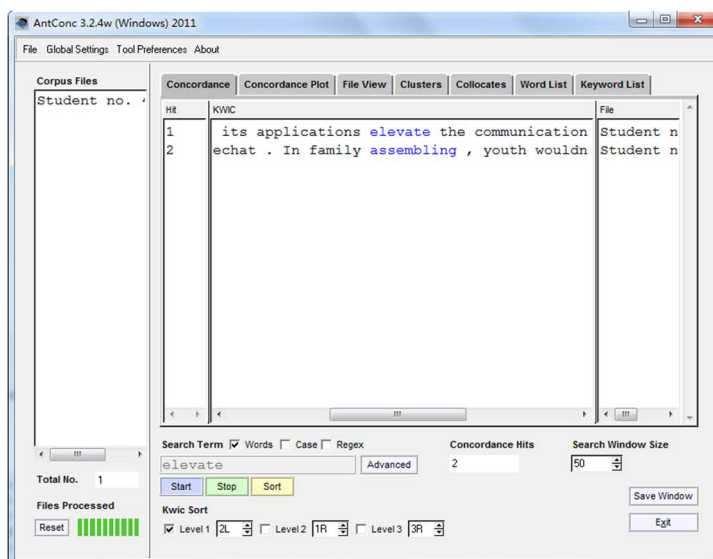 AntConc 3.2.4w (Windows) 2011
File Global Settings Tool Preferences About
Corpus Files
Student no. 4
Total No. 1
Files Processed
Reset
Concordance Concordance Plot File View Clusters Collocates Word List Keyword List
Hit KWIC File
1 its applications elevate the communication Student n
2 echat . In family assembling , youth wouldn Student n
Search Term Words Case Regex Concordance Hits Search Window Size
elevate Advanced 2 50
Start Stop Sort
Save Window
Kwic Sort
Exit
Level 1 2L Level 2 1R Level 3 3R